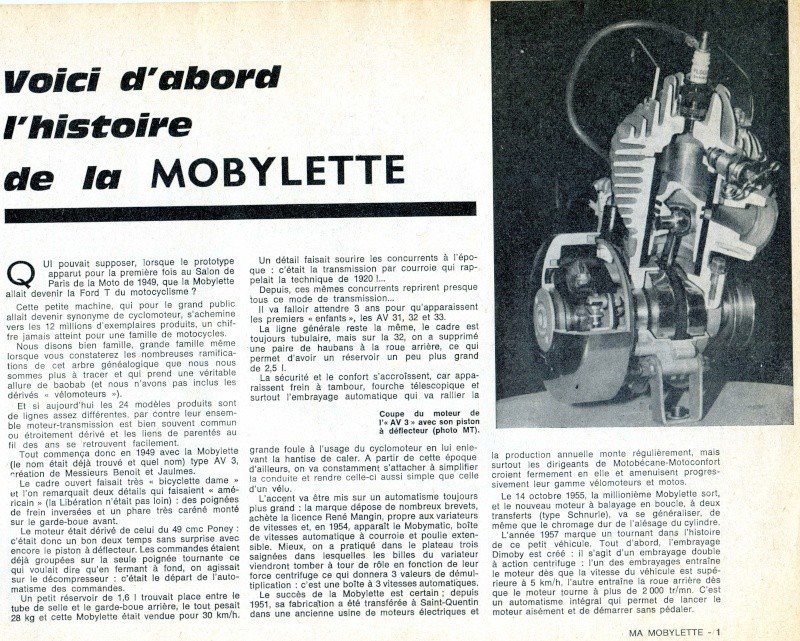 Voici d'abord
l'histoire
de la MOBYLETTE
QUI pouvait supposer, lorsque le prototype
apparut pour la première fois au Salon de
Paris de la Moto de 1949, que la Mobylette
allait devenir la Ford T du motocyclisme ?
Cette petite machine, qui pour le grand public
allait devenir synonyme de cyclomoteur, s'achemine
vers les 12 millions d'exemplaires produits, un chif-
fre jamais atteint pour une famille de motocycles.
Nous disons bien famille, grande famille même
lorsque vous constaterez les nombreuses ramifica-
tions de cet arbre généalogique que nous nous
sommes plus à tracer et qui prend une véritable
allure de baobab (et nous n'avons pas inclus les
dérivés « vélomoteurs »).
Et si aujourd'hui les 24 modèles produits sont
de lignes assez différentes, par contre leur ensem-
ble moteur-transmission est bien souvent commun
ou étroitement dérivé et les liens de parentés au
fil des ans se retrouvent facilement.
Tout commença donc en 1949 avec la Mobylette
(le nom était déjà trouvé et quel nom) type AV 3,
création de Messieurs Benoit et Jaulmes.
Le cadre ouvert faisait très « bicyclette dame »
et l'on remarquait deux détails qui faisaient « amé-
ricain » (la Libération n'était pas loin) : des poignées
de frein inversées et un phare très caréné monté
sur le garde-boue avant.
Le moteur était dérivé de celui du 49 cmc Poney :
c'était donc un bon deux temps sans surprise avec
encore le piston à déflecteur. Les commandes étaient
déjà groupées sur la seule poignée tournante ce
qui voulait dire qu'en fermant à fond, on agissait
sur le décompresseur : c'était le départ de l'auto-
matisme des commandes.
Un petit réservoir de 1,6 l trouvait place entre le
tube de selle et le garde-boue arrière, le tout pesait
28 kg et cette Mobylette était vendue pour 30 km/h.
Un détail faisait sourire les concurrents à l'épo-
que : c'était la transmission par courroie qui rap-
pelait la technique de 1920 !...
Depuis, ces mêmes concurrents reprirent presque
tous ce mode de transmission...
Il va falloir attendre 3 ans pour qu'apparaissent
les premiers « enfants », les AV 31, 32 et 33.
La ligne générale reste la même, le cadre est
toujours tubulaire, mais sur la 32, on a supprimé
une paire de haubans à la roue arrière, ce qui
permet d'avoir un réservoir un peu plus grand
de 2,5 l.
La sécurité et le confort s'accroîssent, car appa-
raissent frein à tambour, fourche télescopique et
surtout l'embrayage automatique qui va rallier la
Coupe du moteur de
l'« AV 3 » avec son piston
à déflecteur (photo MT).
grande foule à l'usage du cyclomoteur en lui enle-
vant la hantise de caler. A partir de cette époque
d'ailleurs, on va constamment s'attacher à simplifier
la conduite et rendre celle-ci aussi simple que celle
d'un vélo.
L'accent va être mis sur un automatisme toujours
plus grand : la marque dépose de nombreux brevets,
achète la licence René Mangin, propre aux variateurs
de vitesses et, en 1954, apparaît le Mobymatic, boîte
de vitesses automatique à courroie et poulie exten-
sible. Mieux, on a pratiqué dans le plateau trois
saignées dans lesquelles les billes du variateur
viendront tomber à tour de rôle en fonction de leur
force centrifuge ce qui donnera 3 valeurs de démul-
tiplication : c'est une boîte à 3 vitesses automatiques.
Le succès de la Mobylette est certain ; depuis
1951, sa fabrication a été transférée à Saint-Quentin
dans une ancienne usine de moteurs électriques et
la production annuelle monte régulièrement, mais
surtout les dirigeants de Motobécane-Motoconfort
croient fermement en elle et amenuisent progres-
sivement leur gamme vélomoteurs et motos.
Le 14 octobre 1955, la millionième Mobylette sort,
et le nouveau moteur à balayage en boucle, à deux
transferts (type Schnurle), va se généraliser, de
même que le chromage dur de l'alésage du cylindre.
L'année 1957 marque un tournant dans l'histoire
de ce petit véhicule. Tout d'abord, l'embrayage
Dimoby est créé : il s'agit d'un embrayage double
à action centrifuge : l'un des embrayages entraîne
le moteur dès que la vitesse du véhicule est supé-
rieure à 5 km/h, l'autre entraîne la roue arrière dès
que le moteur tourne à plus de 2 000 tr/mn. C'est
un automatisme intégral qui permet de lancer le
moteur aisément et de démarrer sans pédaler.
MA MOBYLETTE - 1